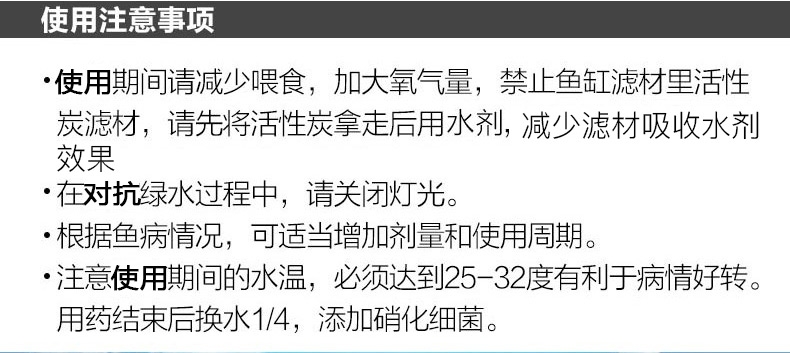 使用注意事项
·使用期间请减少喂食，加大氧气量，禁止鱼缸滤材里活性
炭滤材，请先将活性炭拿走后用水剂，减少滤材吸收水剂
效果
·在对抗绿水过程中，请关闭灯光。
·根据鱼病情况，可适当增加剂量和使用周期。
·注意使用期间的水温，必须达到25-32度有利于病情好转。
用药结束后换水1/4，添加硝化细菌。